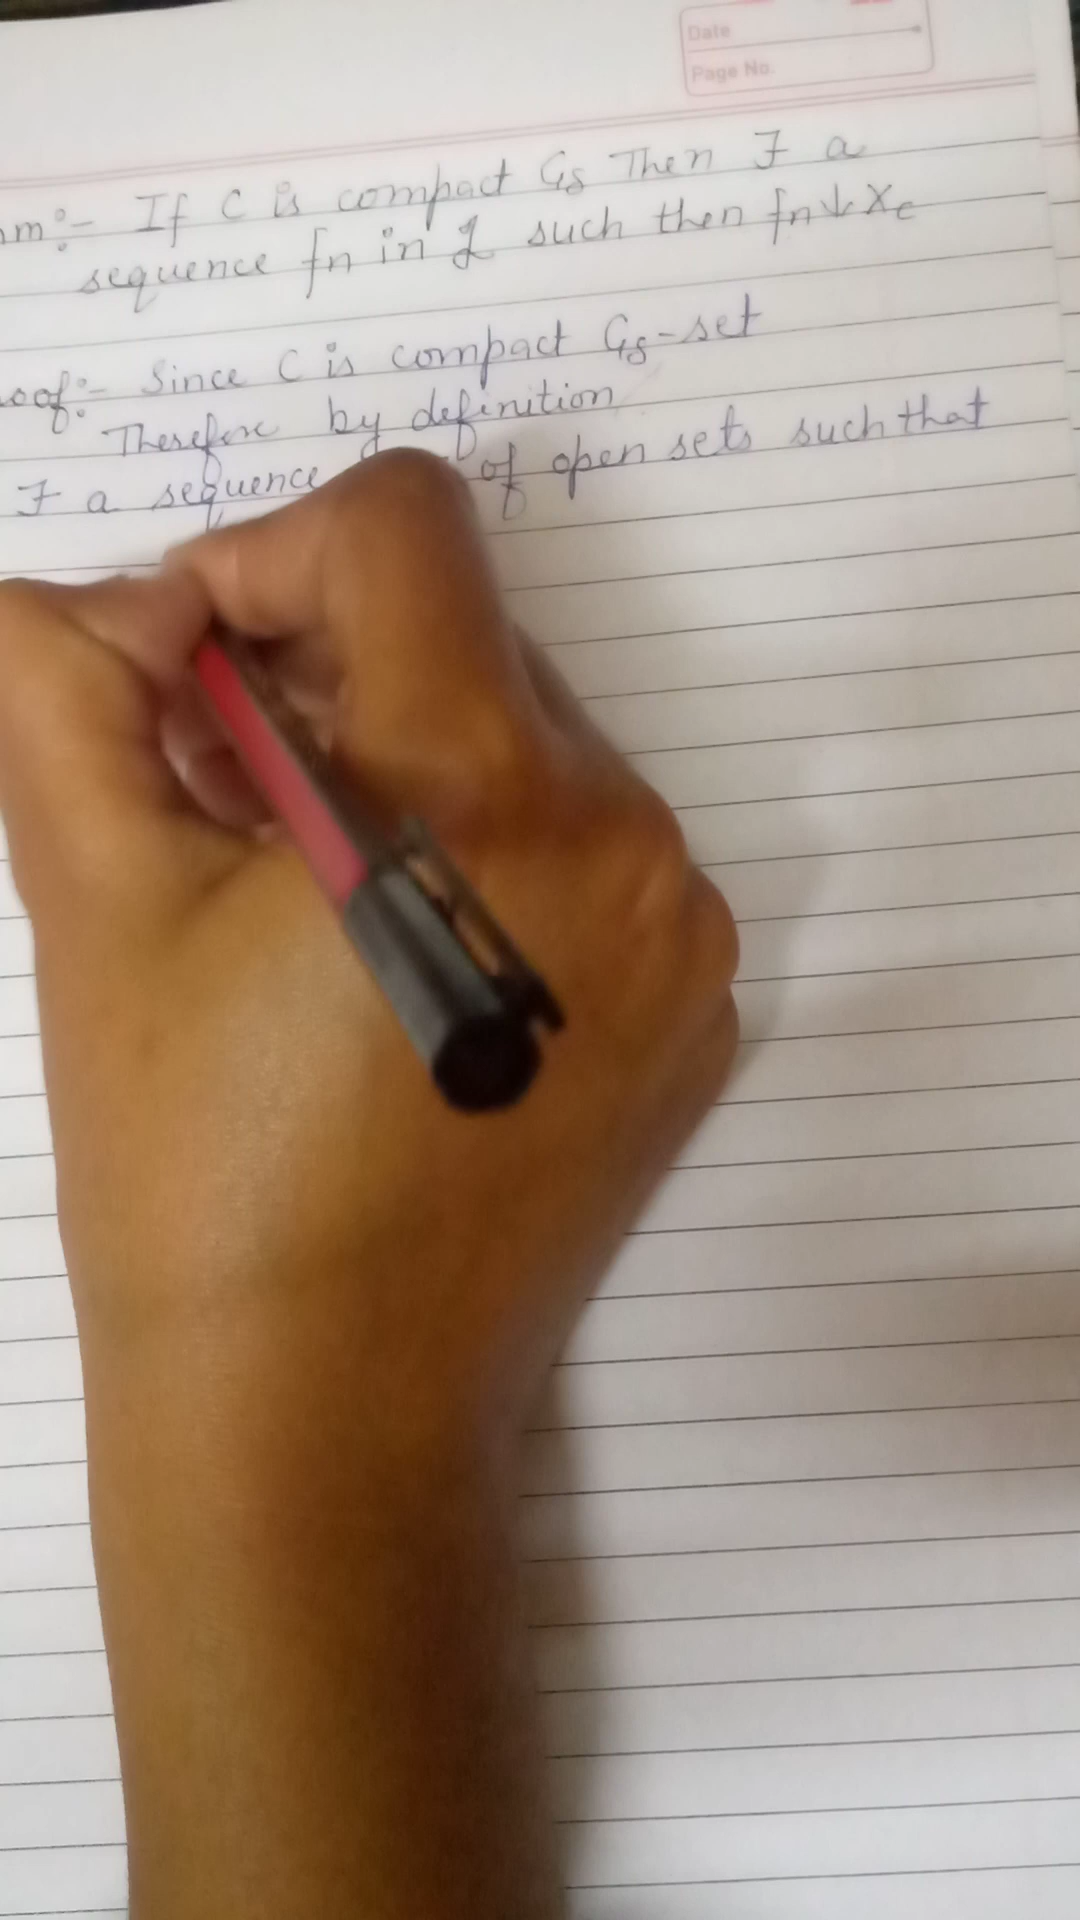 Date
Page No.
m:- If C is compact Gδ Then ∃ a
sequence fn in L such then fn↓ χc
oof:- Since C is compact Gδ-set
Therefore by definition
∃ a sequence of open sets such that